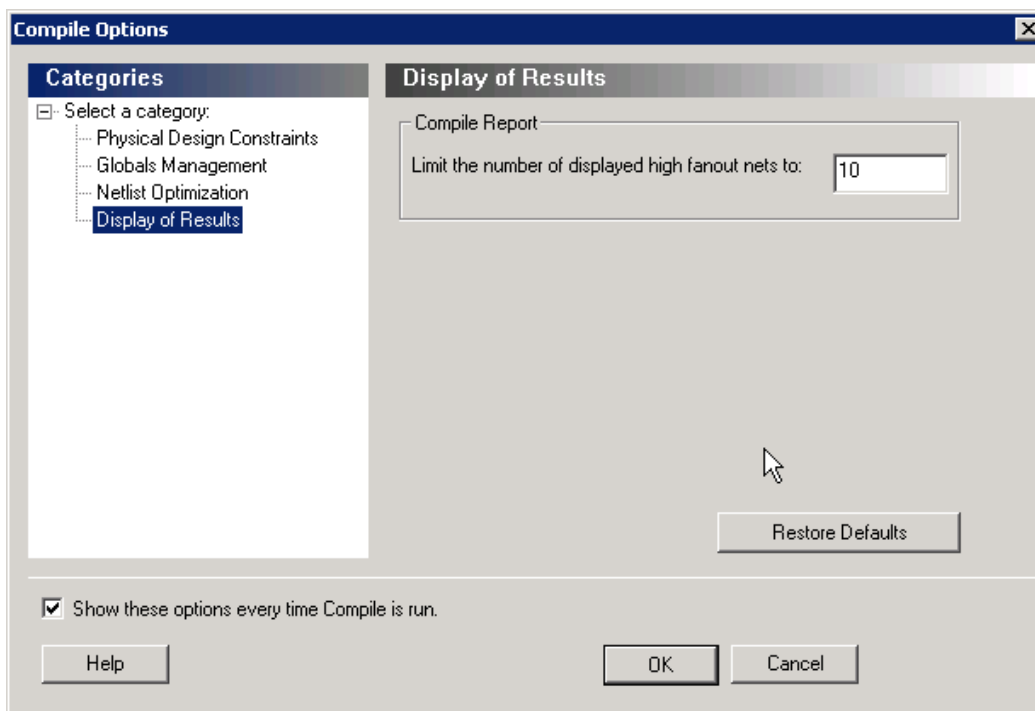 Compile Options
Categories
Select a category:
Physical Design Constraints
Globals Management
Netlist Optimization
Display of Results
Display of Results
Compile Report
Limit the number of displayed high fanout nets to:
10
Restore Defaults
Show these options every time Compile is run.
Help
OK
Cancel